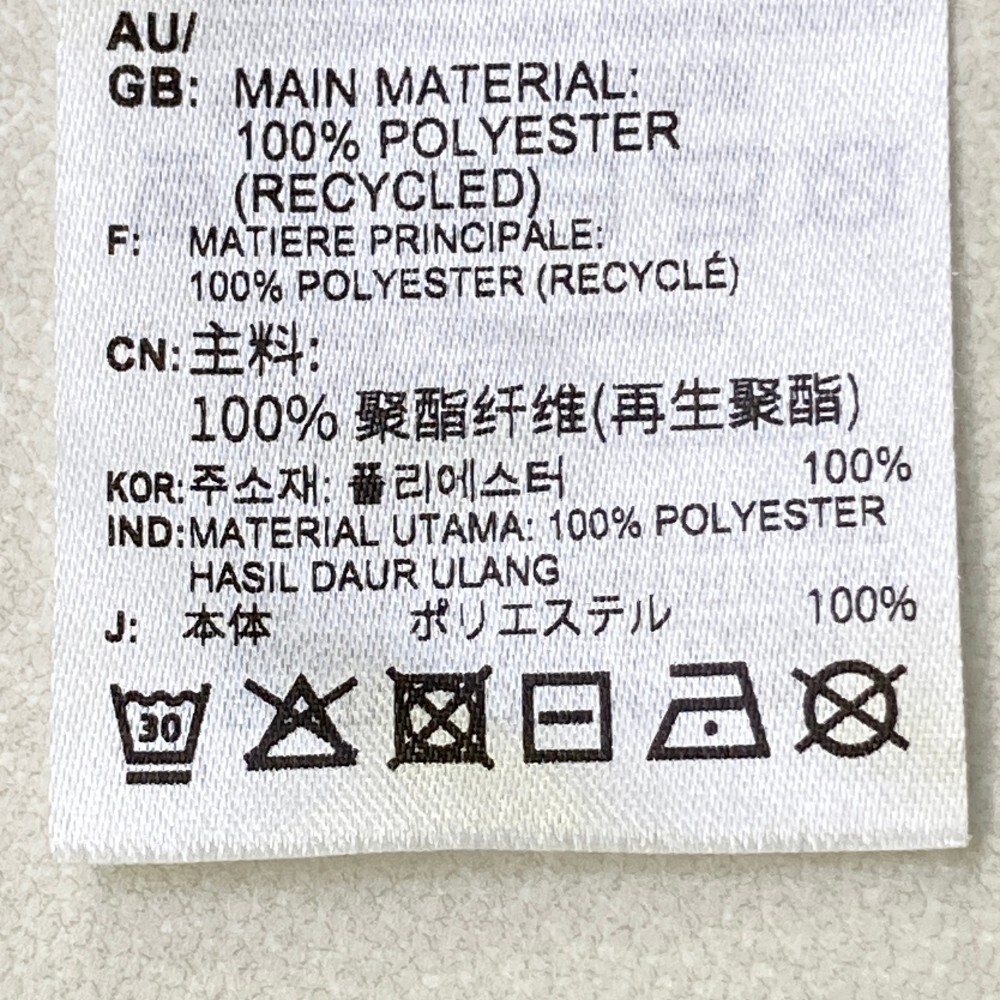 AU/
GB: MAIN MATERIAL:
100% POLYESTER
(RECYCLED)
F: MATIERE PRINCIPALE:
100% POLYESTER (RECYCLÉ)
CN: 主料:
100% 聚酯纤维(再生聚酯)
KOR: 주소재: 폴리에스터 100%
IND: MATERIAL UTAMA: 100% POLYESTER
HASIL DAUR ULANG
J: 本体 ポリエステル 100%
30